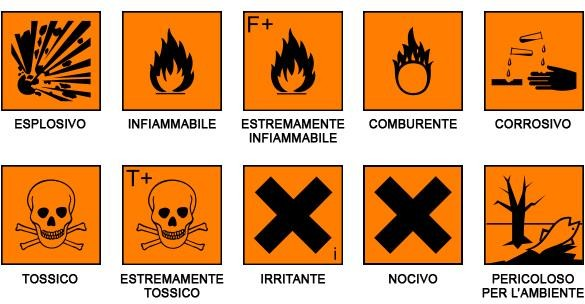 F+
ESPLOSIVO
INFIAMMABILE
ESTREMAMENTE
INFIAMMABILE
COMBURENTE
CORROSIVO
T+
i
TOSSICO
ESTREMAMENTE
TOSSICO
IRRITANTE
NOCIVO
PERICOLOSO
PER L'AMBIENTE